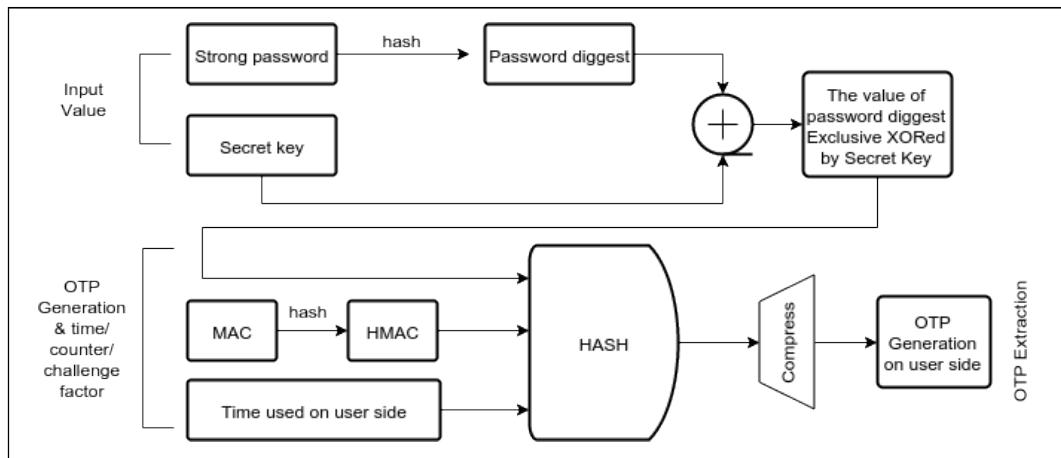 Strong password
hash
Password diggest
Input
Value
Secret key
The value of
password diggest
Exclusive XORed
by Secret Key
OTP
Generation
& time/
counter/
challenge
factor
MAC
hash
HMAC
Time used on user side
HASH
Compress
OTP
Generation
on user side
OTP Extraction